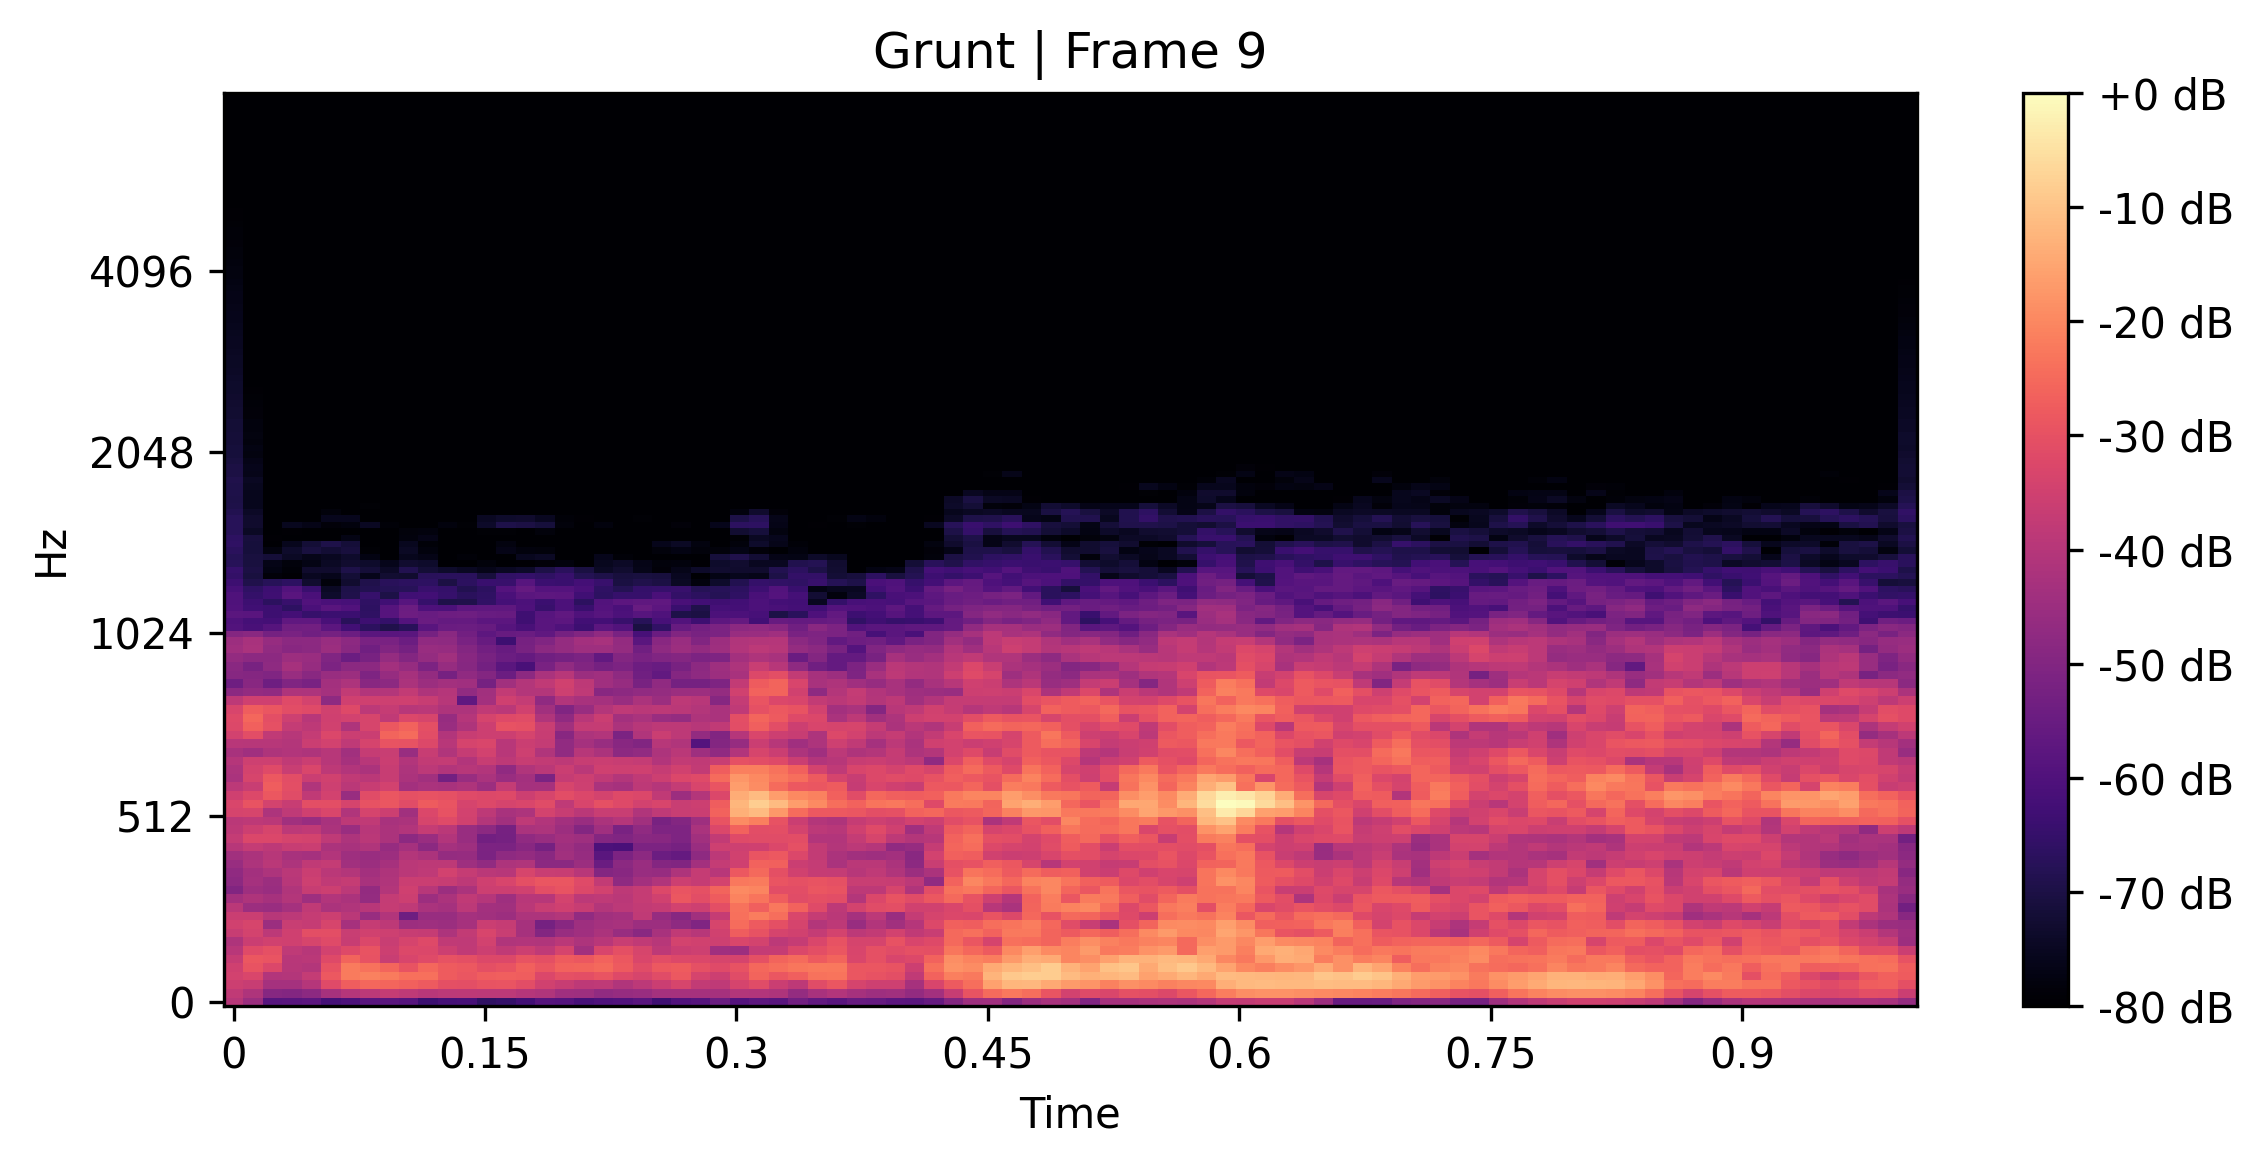 Grunt | Frame 9
Hz
4096
2048
1024
512
0
0 0.15 0.3 0.45 0.6 0.75 0.9
Time
+0 dB
-10 dB
-20 dB
-30 dB
-40 dB
-50 dB
-60 dB
-70 dB
-80 dB